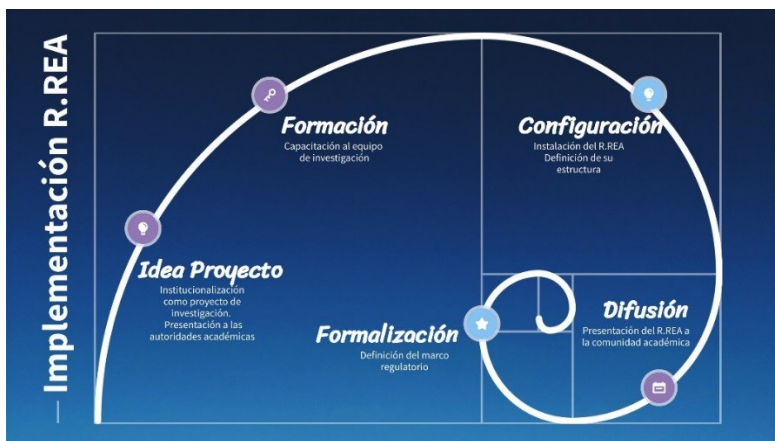 Implementación R.REA
Formación
Capacitación al equipo
de investigación
Configuración
Instalación del R.REA
Definición de su
estructura
Idea Proyecto
Institucionalización
como proyecto de
investigación.
Presentación a las
autoridades académicas
Formalización
Definición del marco
regulatorio
Difusión
Presentación del R.REA a
la comunidad académica